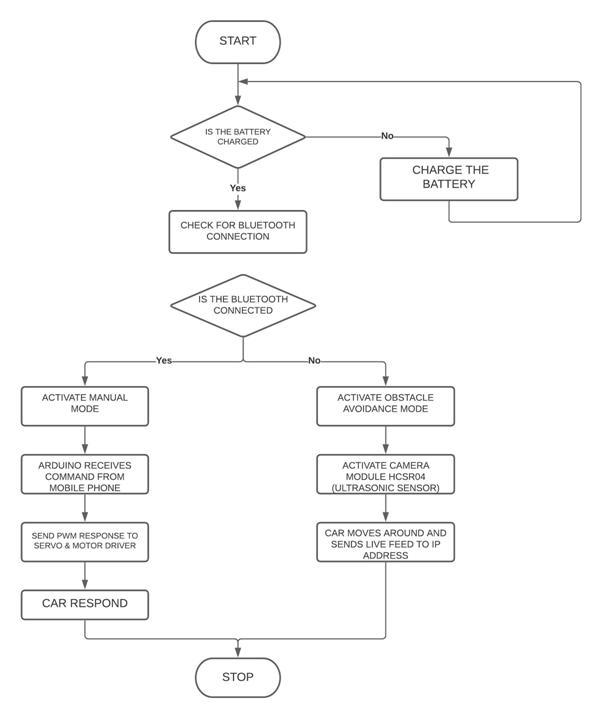 START
IS THE BATTERY
CHARGED
No
CHARGE THE
BATTERY
Yes
CHECK FOR BLUETOOTH
CONNECTION
IS THE BLUETOOTH
CONNECTED
Yes
No
ACTIVATE MANUAL
MODE
ACTIVATE OBSTACLE
AVOIDANCE MODE
ARDUINO RECEIVES
COMMAND FROM
MOBILE PHONE
ACTIVATE CAMERA
MODULE HCSR04
(ULTRASONIC SENSOR)
SEND PWM RESPONSE TO
SERVO & MOTOR DRIVER
CAR MOVES AROUND AND
SENDS LIVE FEED TO IP
ADDRESS
CAR RESPOND
STOP